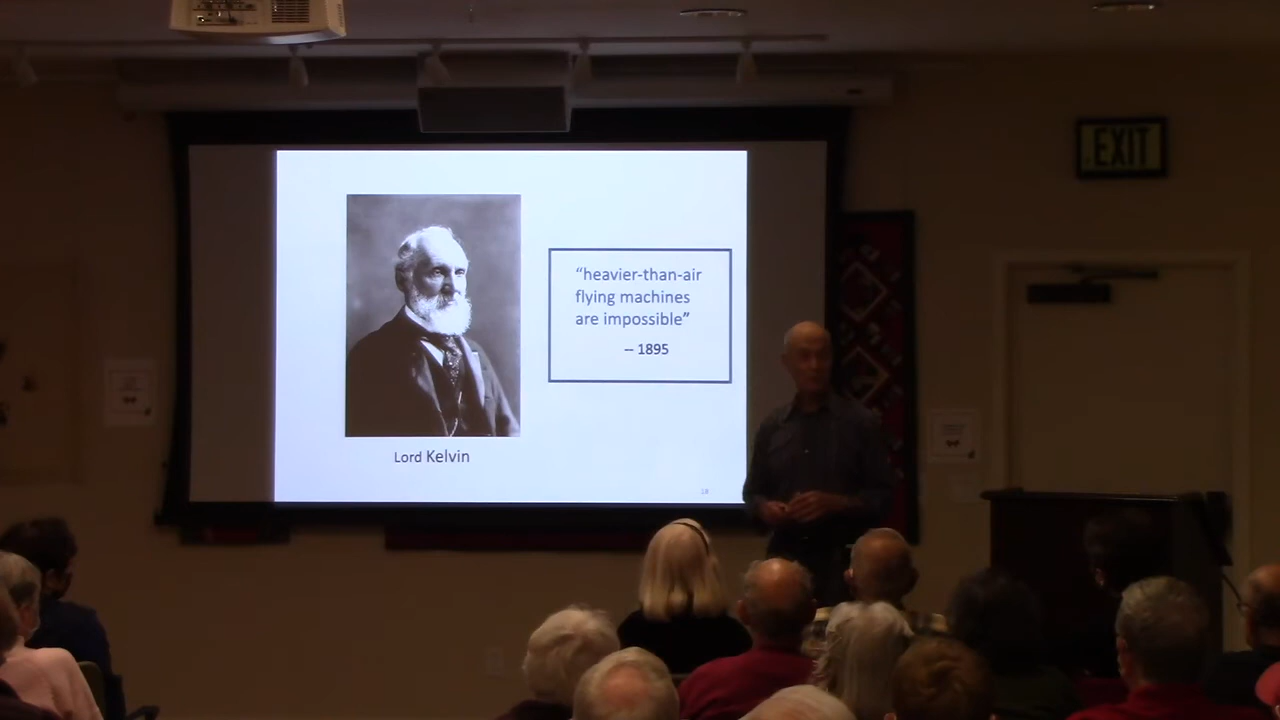 EXIT
“heavier-than-air
flying machines
are impossible”
-- 1895
Lord Kelvin